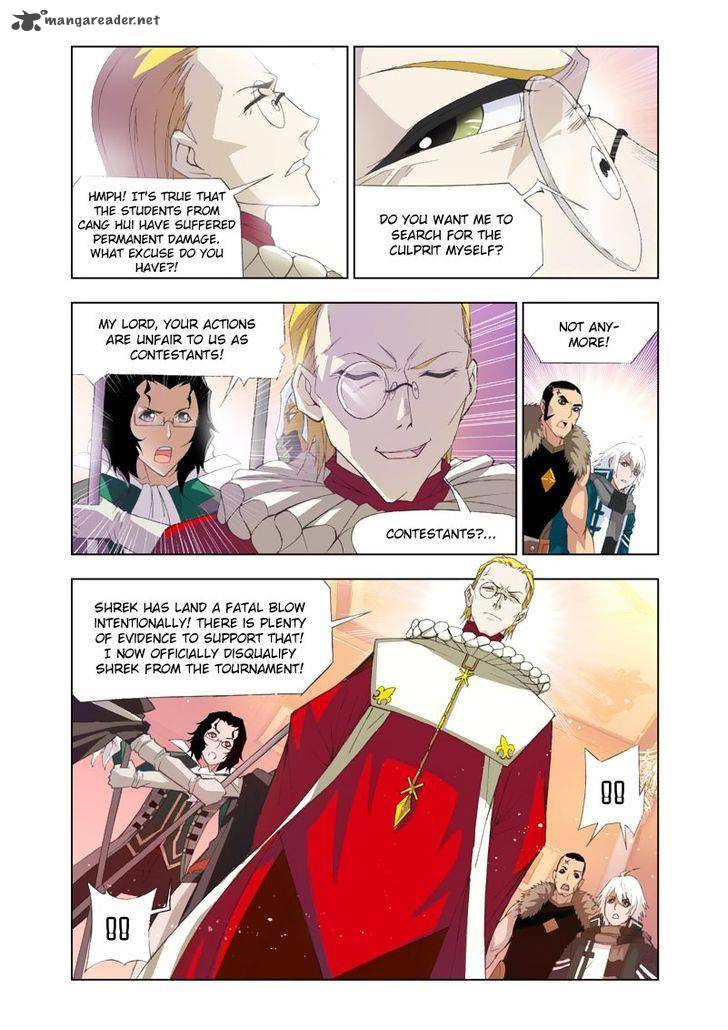 mangareader.net
HMPH! IT'S TRUE THAT
THE STUDENTS FROM
CANG HUI HAVE SUFFERED
PERMANENT DAMAGE.
WHAT EXCUSE DO YOU
HAVE?!
DO YOU WANT ME TO
SEARCH FOR THE
CULPRIT MYSELF?
MY LORD, YOUR ACTIONS
ARE UNFAIR TO US AS
CONTESTANTS!
CONTESTANTS?...
NOT ANY-
MORE!
SHREK HAS LAND A FATAL BLOW
INTENTIONALLY! THERE IS PLENTY
OF EVIDENCE TO SUPPORT THAT!
I NOW OFFICIALLY DISQUALIFY
SHREK FROM THE TOURNAMENT!
!!
!!